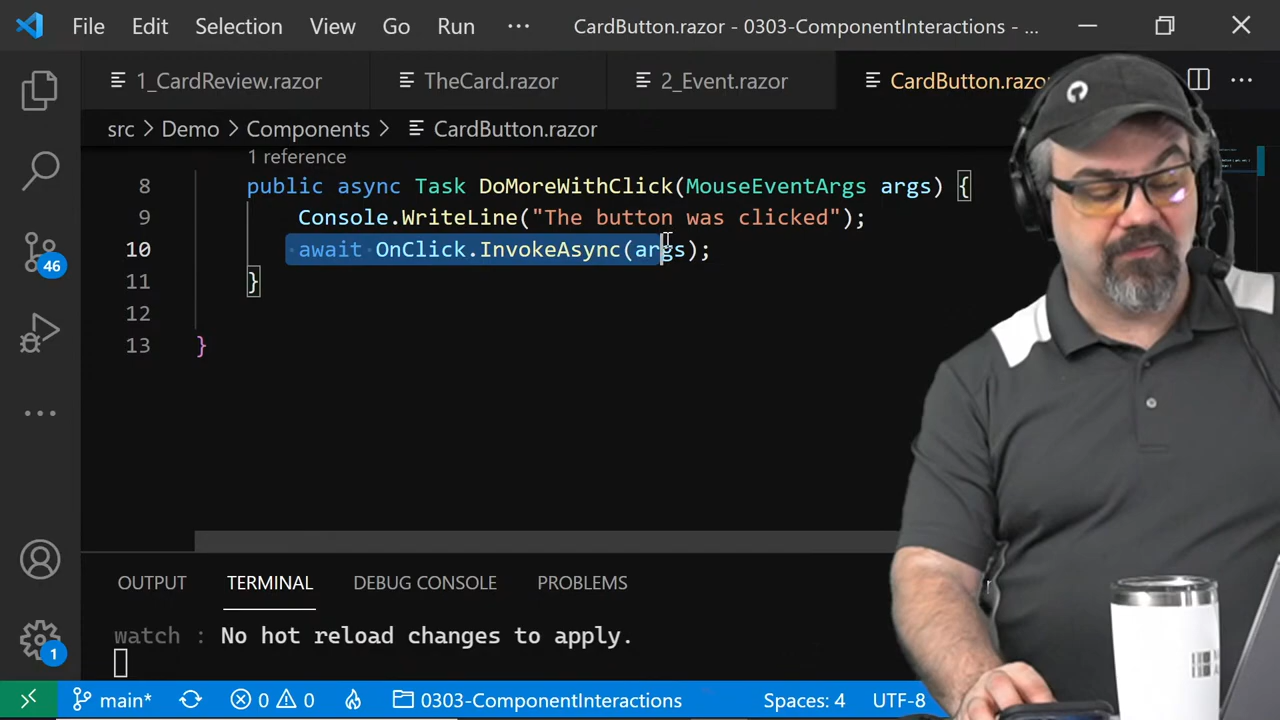 File Edit Selection View Go Run ··· CardButton.razor - 0303-ComponentInteractions - ...
1_CardReview.razor TheCard.razor 2_Event.razor CardButton.razor ···
src > Demo > Components > CardButton.razor
1 reference
8 public async Task DoMoreWithClick(MouseEventArgs args) {
9 Console.WriteLine("The button was clicked");
10 await OnClick.InvokeAsync(args);
11 }
12
13 }
46
1
OUTPUT TERMINAL DEBUG CONSOLE PROBLEMS
watch : No hot reload changes to apply.
main* 0 0 0303-ComponentInteractions Spaces: 4 UTF-8